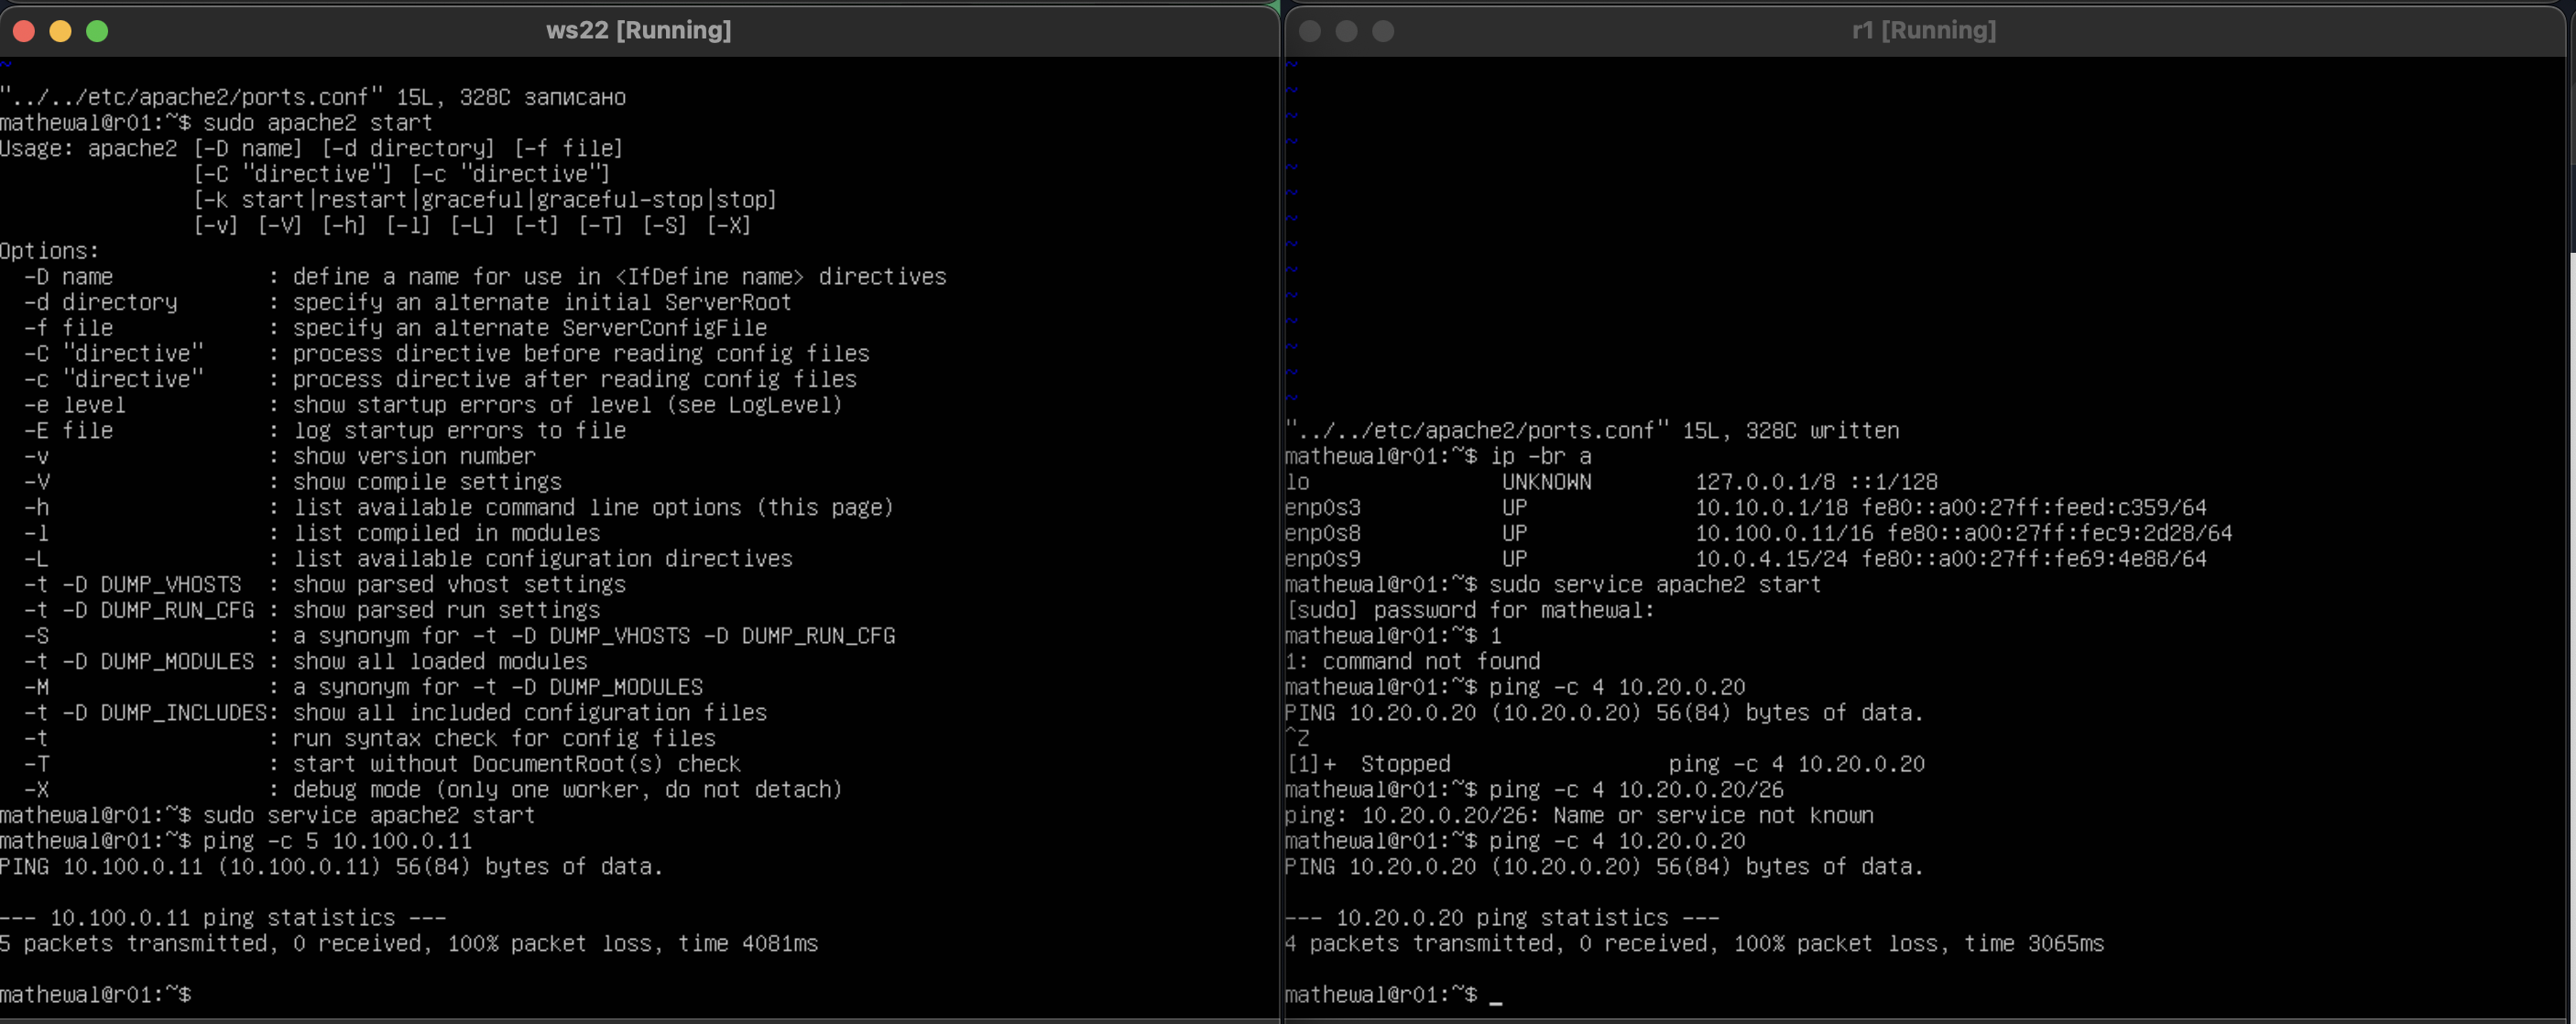 ws22 [Running]
~
"../../etc/apache2/ports.conf" 15L, 328C записано
mathewal@r01:~$ sudo apache2 start
Usage: apache2 [-D name] [-d directory] [-f file]
[-C "directive"] [-c "directive"]
[-k start|restart|graceful|graceful-stop|stop]
[-v] [-V] [-h] [-l] [-L] [-t] [-T] [-S] [-X]
Options:
-D name : define a name for use in <IfDefine name> directives
-d directory : specify an alternate initial ServerRoot
-f file : specify an alternate ServerConfigFile
-C "directive" : process directive before reading config files
-c "directive" : process directive after reading config files
-e level : show startup errors of level (see LogLevel)
-E file : log startup errors to file
-v : show version number
-V : show compile settings
-h : list available command line options (this page)
-l : list compiled in modules
-L : list available configuration directives
-t -D DUMP_VHOSTS : show parsed vhost settings
-t -D DUMP_RUN_CFG : show parsed run settings
-S : a synonym for -t -D DUMP_VHOSTS -D DUMP_RUN_CFG
-t -D DUMP_MODULES : show all loaded modules
-M : a synonym for -t -D DUMP_MODULES
-t -D DUMP_INCLUDES: show all included configuration files
-t : run syntax check for config files
-T : start without DocumentRoot(s) check
-X : debug mode (only one worker, do not detach)
mathewal@r01:~$ sudo service apache2 start
mathewal@r01:~$ ping -c 5 10.100.0.11
PING 10.100.0.11 (10.100.0.11) 56(84) bytes of data.
--- 10.100.0.11 ping statistics ---
5 packets transmitted, 0 received, 100% packet loss, time 4081ms
mathewal@r01:~$
r1 [Running]
~
~
~
~
~
~
~
~
~
~
~
~
~
~
"../../etc/apache2/ports.conf" 15L, 328C written
mathewal@r01:~$ ip -br a
lo UNKNOWN 127.0.0.1/8 ::1/128
enp0s3 UP 10.10.0.1/18 fe80::a00:27ff:feed:c359/64
enp0s8 UP 10.100.0.11/16 fe80::a00:27ff:fec9:2d28/64
enp0s9 UP 10.0.4.15/24 fe80::a00:27ff:fe69:4e88/64
mathewal@r01:~$ sudo service apache2 start
[sudo] password for mathewal:
mathewal@r01:~$ 1
1: command not found
mathewal@r01:~$ ping -c 4 10.20.0.20
PING 10.20.0.20 (10.20.0.20) 56(84) bytes of data.
^Z
[1]+ Stopped ping -c 4 10.20.0.20
mathewal@r01:~$ ping -c 4 10.20.0.20/26
ping: 10.20.0.20/26: Name or service not known
mathewal@r01:~$ ping -c 4 10.20.0.20
PING 10.20.0.20 (10.20.0.20) 56(84) bytes of data.
--- 10.20.0.20 ping statistics ---
4 packets transmitted, 0 received, 100% packet loss, time 3065ms
mathewal@r01:~$ _